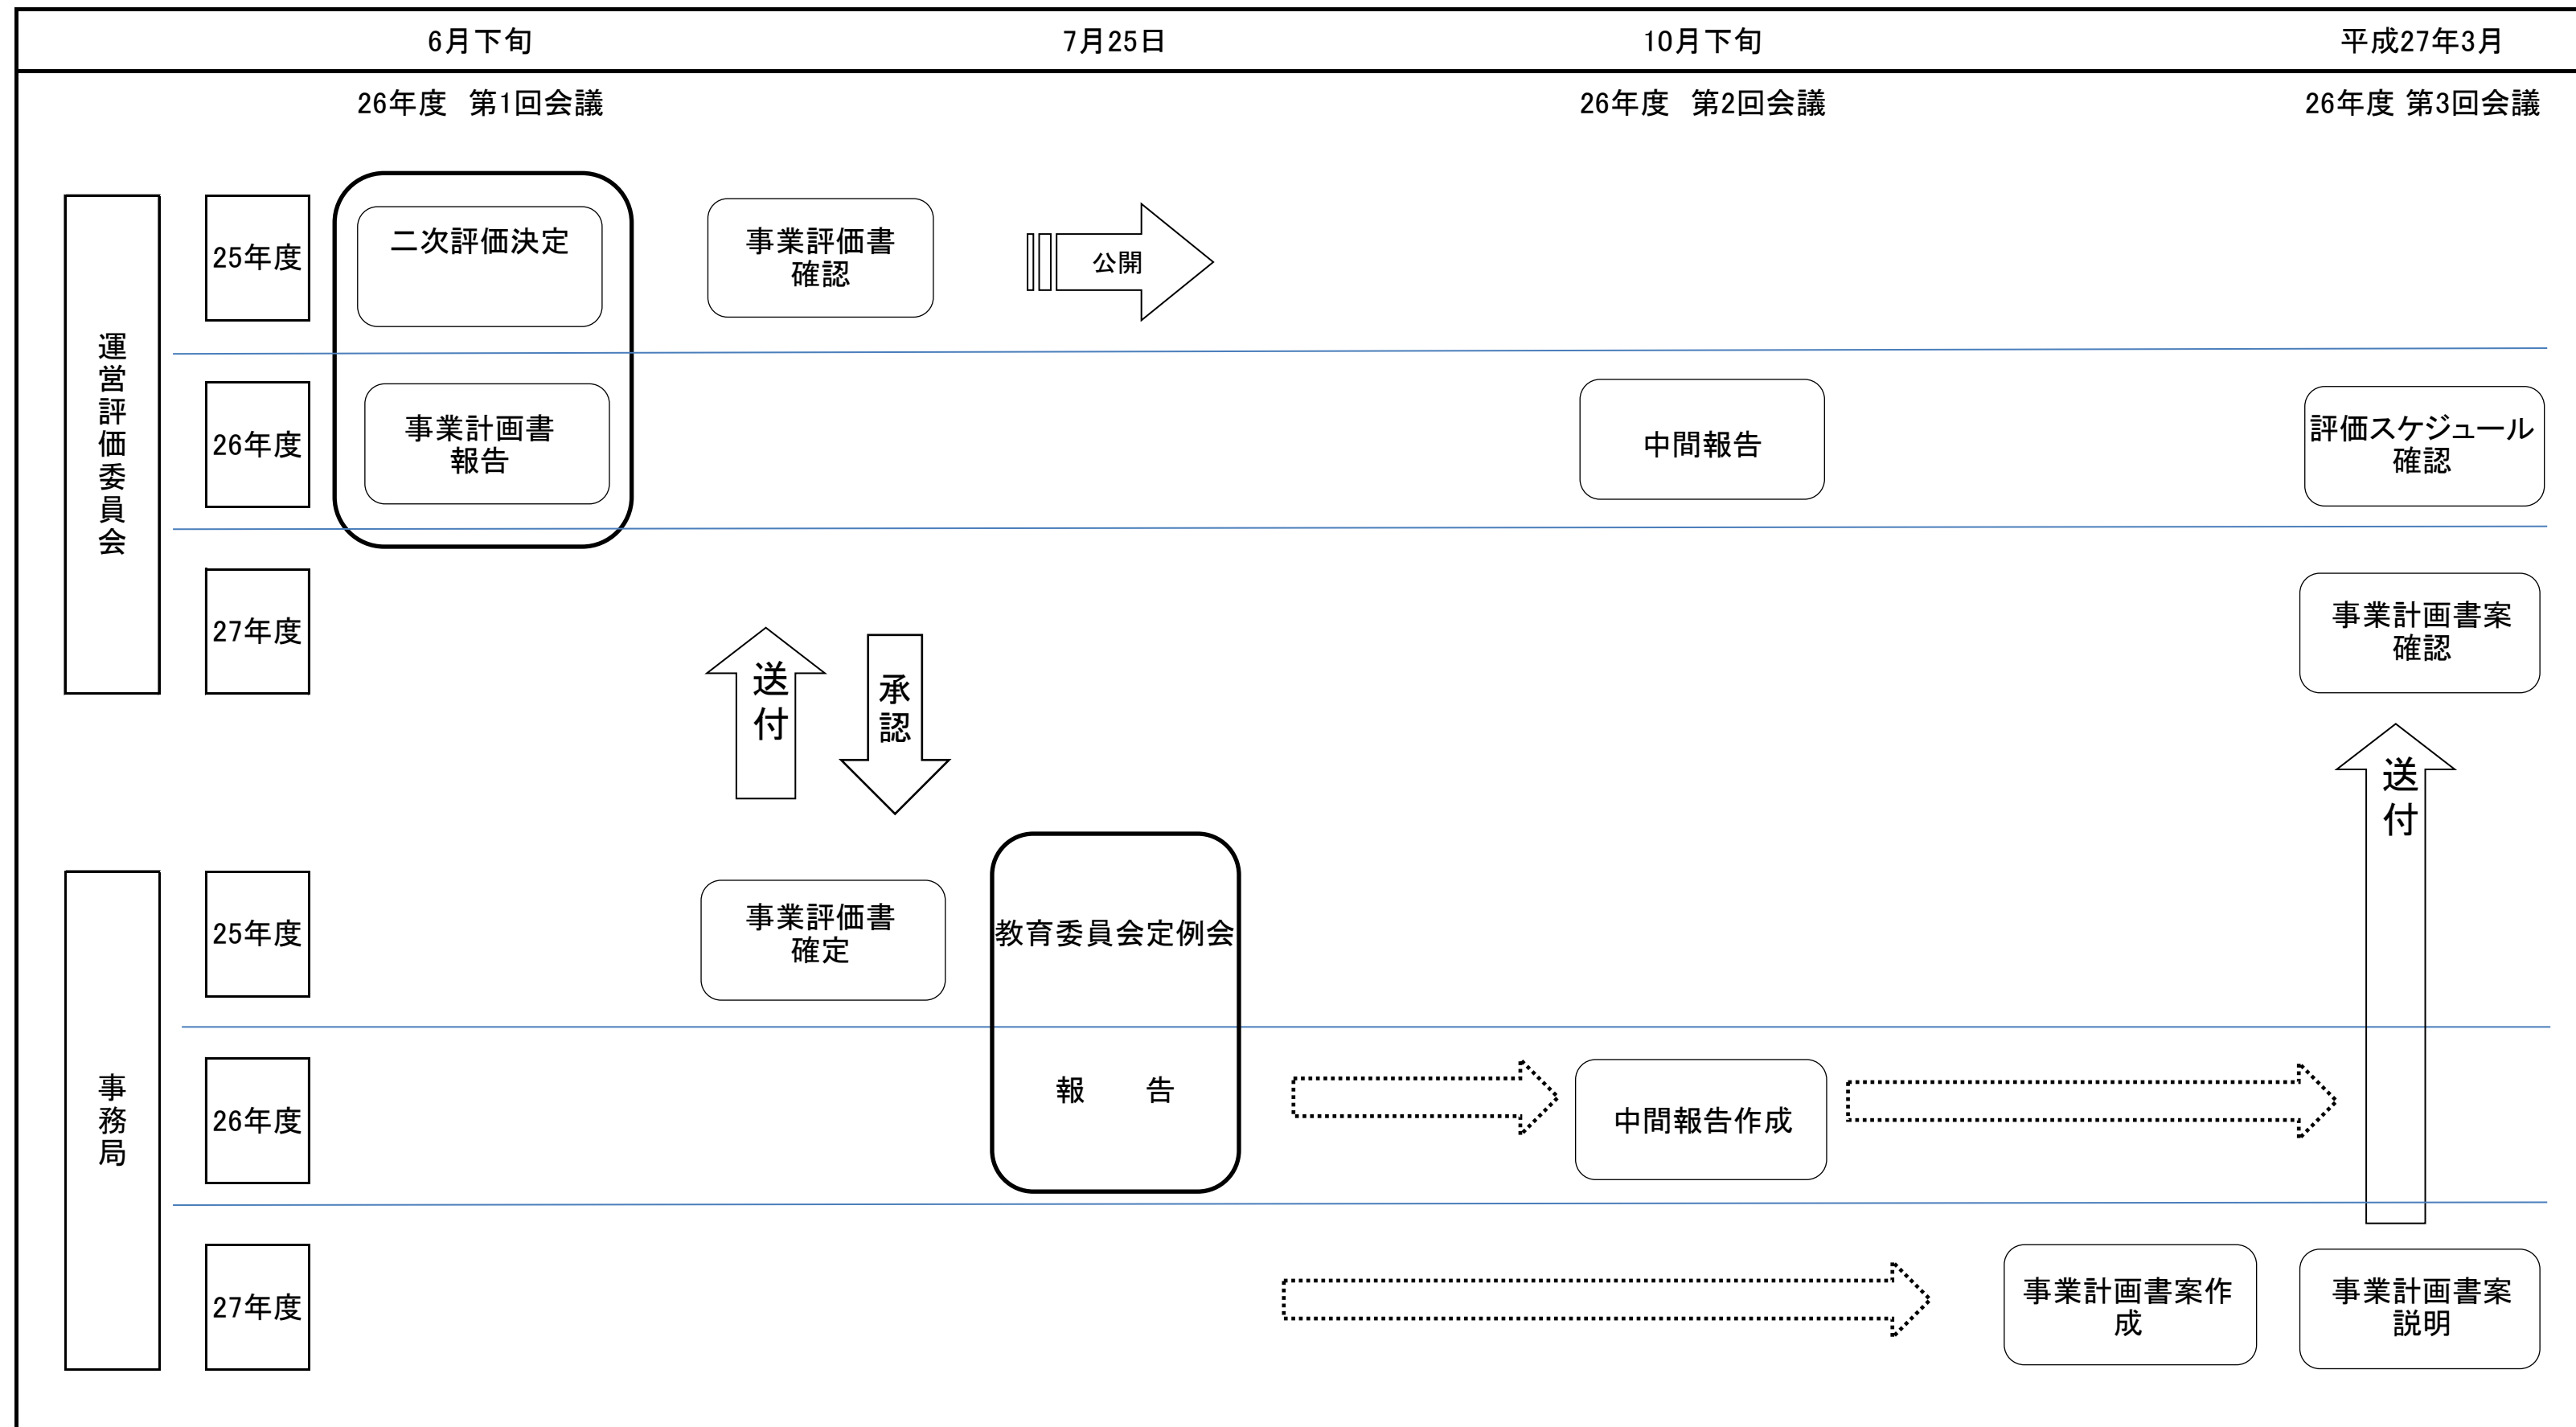 6月下旬
7月25日
10月下旬
平成27年3月
26年度 第1回会議
26年度 第2回会議
26年度 第3回会議
運営評価委員会
25年度
二次評価決定
事業評価書
確認
公開
26年度
事業計画書
報告
中間報告
評価スケジュール
確認
27年度
送付
承認
事業計画書案
確認
送付
事務局
25年度
事業評価書
確定
教育委員会定例会
報　　告
26年度
中間報告作成
27年度
事業計画書案作
成
事業計画書案
説明